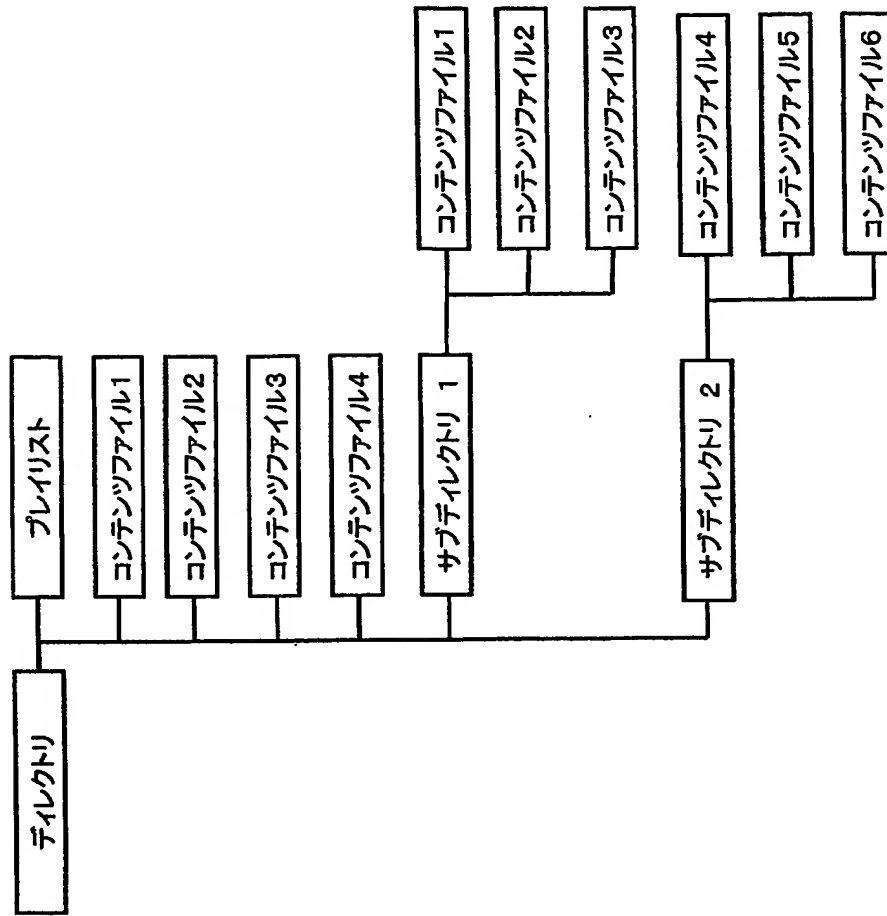 ディレクトリ
プレイリスト
コンテンツファイル1
コンテンツファイル2
コンテンツファイル3
コンテンツファイル4
サブディレクトリ 1
コンテンツファイル1
コンテンツファイル2
コンテンツファイル3
サブディレクトリ 2
コンテンツファイル4
コンテンツファイル5
コンテンツファイル6